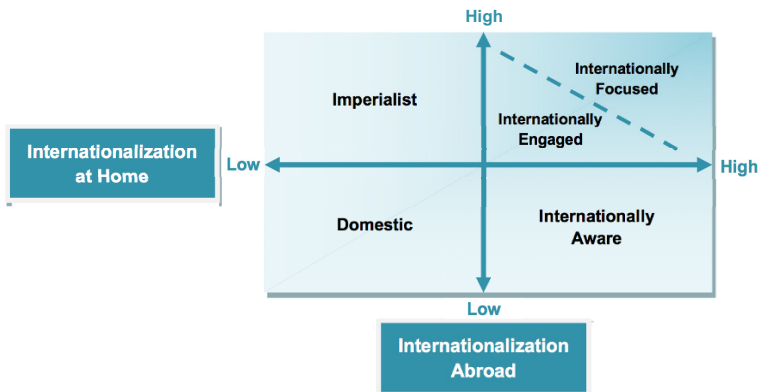 High
Internationally
Focused
Imperialist
Internationally
Engaged
Internationalization
at Home
Low
High
Domestic
Internationally
Aware
Low
Internationalization
Abroad